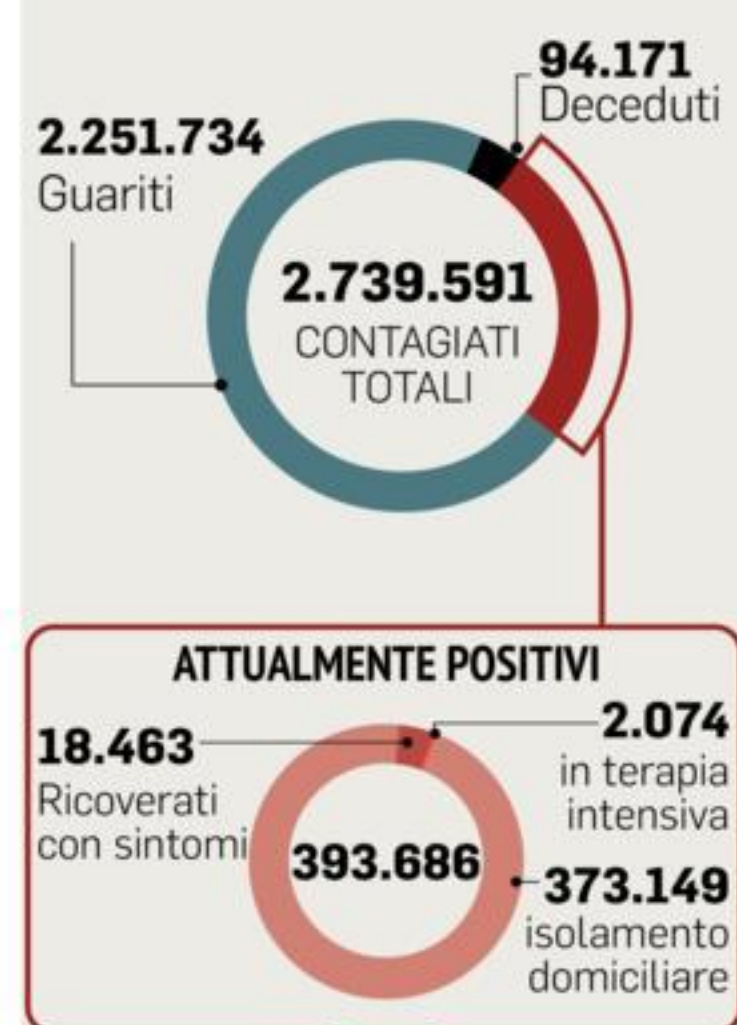 94.171
Deceduti
2.251.734
Guariti
2.739.591
CONTAGIATI
TOTALI
ATTUALMENTE POSITIVI
18.463
Ricoverati
con sintomi
2.074
in terapia
intensiva
393.686
373.149
isolamento
domiciliare